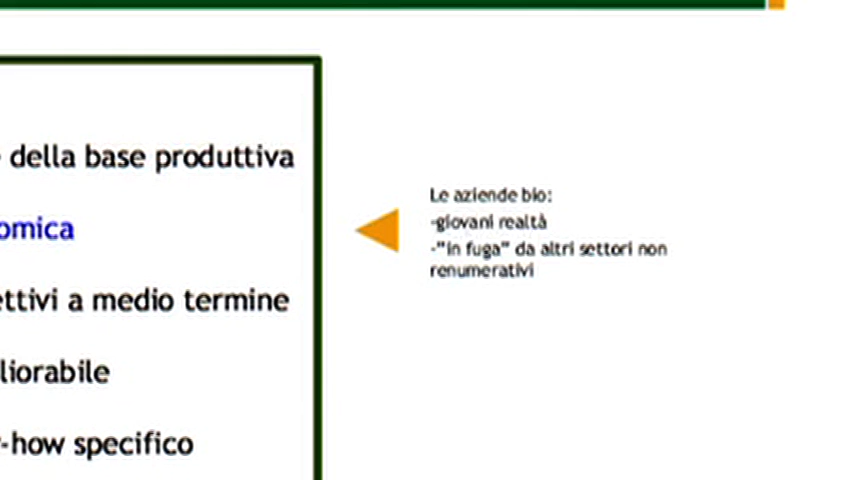 della base produttiva
omica
ettivi a medio termine
liorabile
-how specifico
Le aziende bio:
-giovani realtà
-"in fuga" da altri settori non
renumerativi